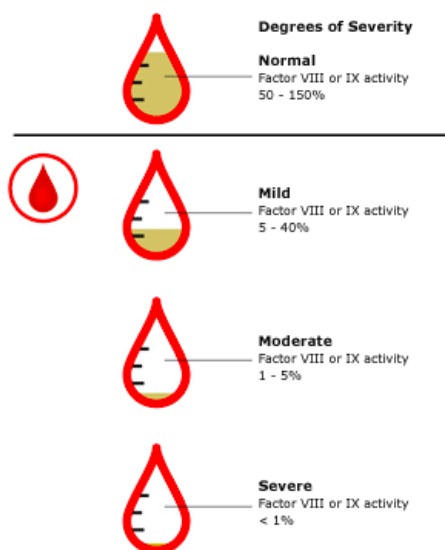 Degrees of Severity
Normal
Factor VIII or IX activity
50 - 150%
Mild
Factor VIII or IX activity
5 - 40%
Moderate
Factor VIII or IX activity
1 - 5%
Severe
Factor VIII or IX activity
< 1%